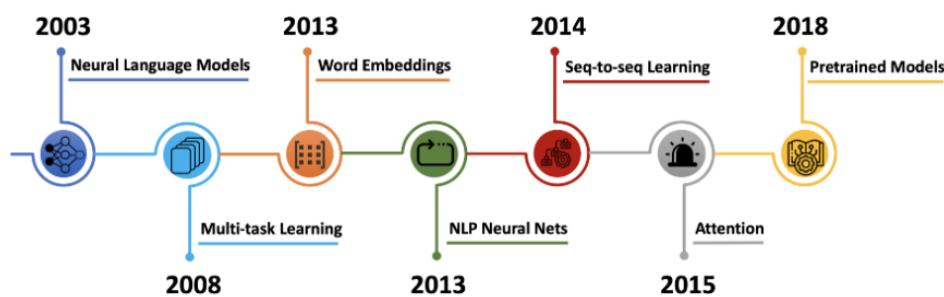 2003
2013
2014
2018
Neural Language Models
Word Embeddings
Seq-to-seq Learning
Pretrained Models
Multi-task Learning
NLP Neural Nets
Attention
2008
2013
2015